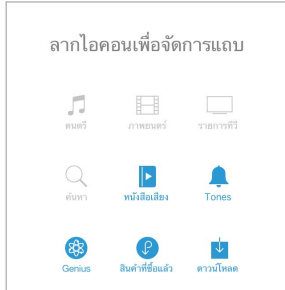 ลากไอคอนเพื่อจัดการแถบ
ดนตรี
ภาพยนตร์
รายการทีวี
ค้นหา
หนังสือเสียง
Tones
Genius
สินค้าที่ซื้อแล้ว
ดาวน์โหลด